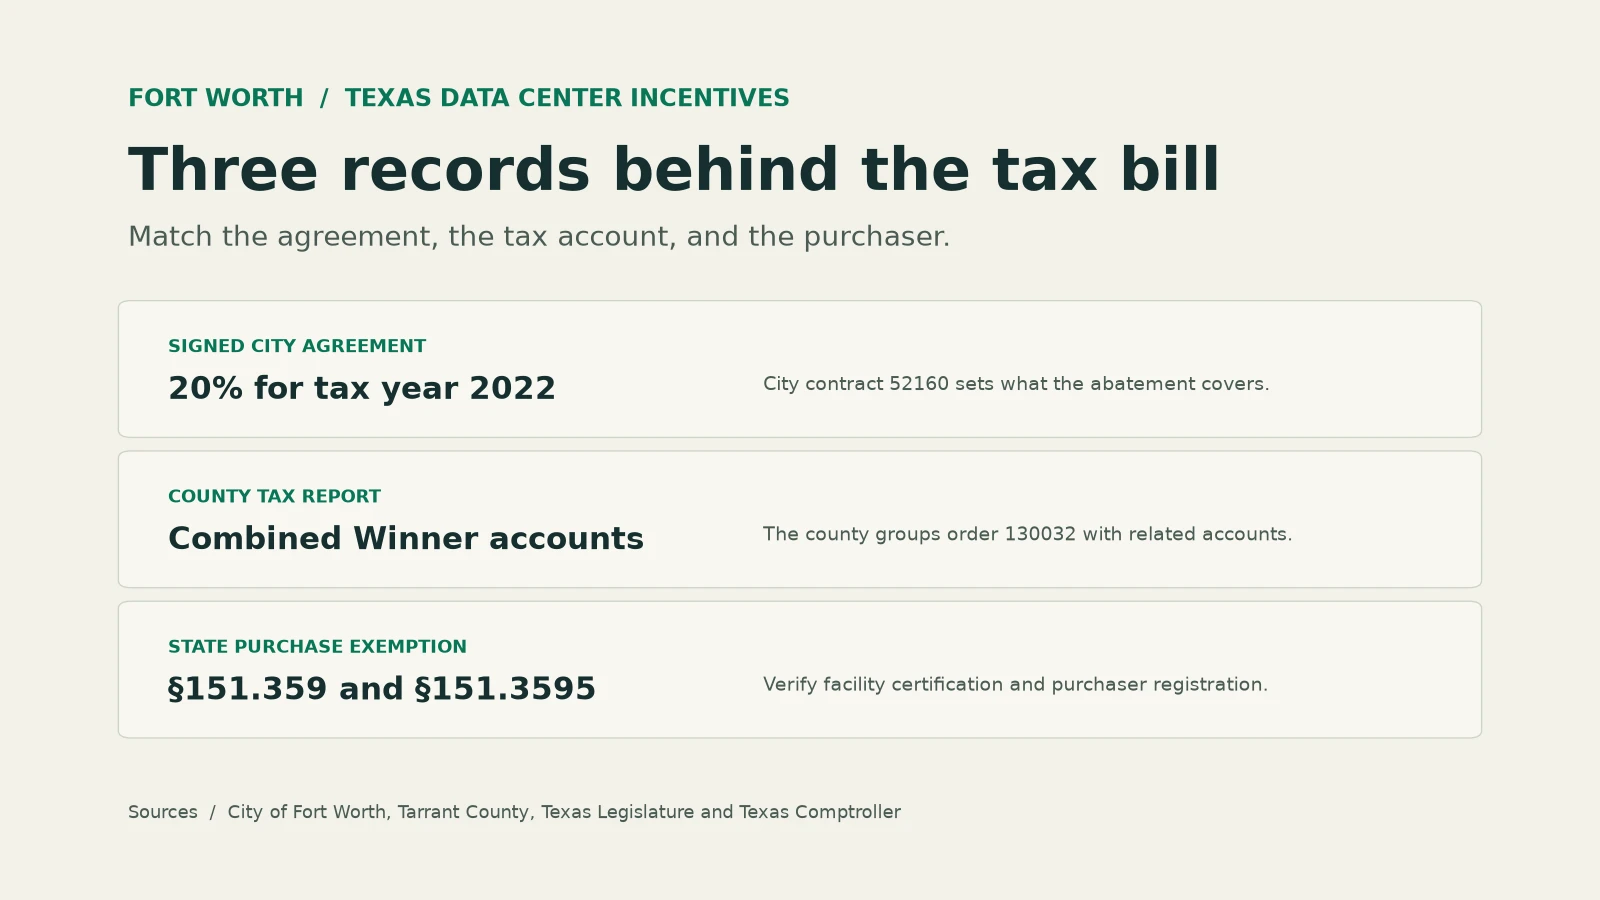 FORT WORTH / TEXAS DATA CENTER INCENTIVES
Three records behind the tax bill
Match the agreement, the tax account, and the purchaser.
SIGNED CITY AGREEMENT
20% for tax year 2022
City contract 52160 sets what the abatement covers.
COUNTY TAX REPORT
Combined Winner accounts
The county groups order 130032 with related accounts.
STATE PURCHASE EXEMPTION
§151.359 and §151.3595
Verify facility certification and purchaser registration.
Sources / City of Fort Worth, Tarrant County, Texas Legislature and Texas Comptroller